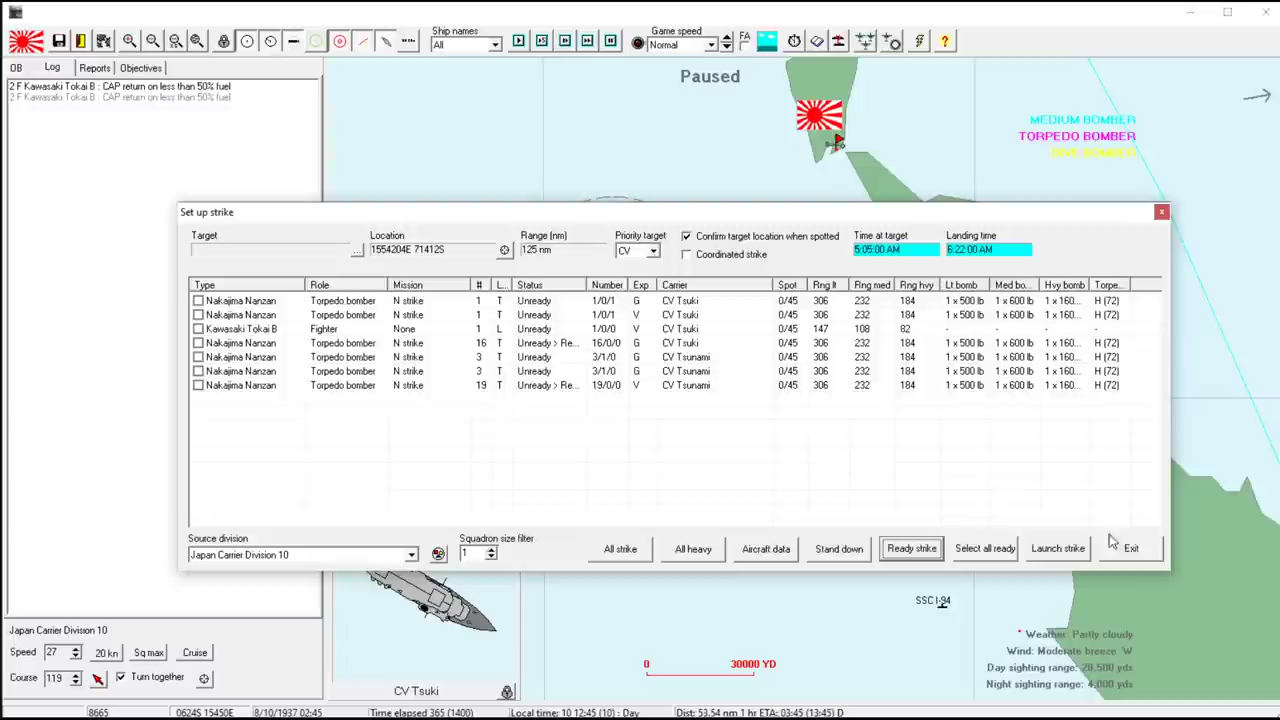 Ship names
Game speed
All
Normal
FA
OB Log Reports Objectives
2 F Kawasaki Tokai B : CAP return on less than 50% fuel
2 F Kawasaki Tokai B : CAP return on less than 50% fuel
Paused
MEDIUM BOMBER
TORPEDO BOMBER
DIVE BOMBER
Set up strike
Target Location Range (nm) Priority target Confirm target location when spotted Time at target Landing time
... 1554204E 71412S 125 nm CV Coordinated strike 5:05:00 AM 6:22:00 AM
Type Role Mission # L... Status Number Exp Carrier Spot Rng lt Rng med Rng hvy Lt bomb Med bo... Hvy bomb Torpe...
Nakajima Nanzan Torpedo bomber N strike 1 T Unready 1/0/1 G CV Tsuki 0/45 306 232 184 1 x 500 lb 1 x 600 lb 1 x 160... H (72)
Nakajima Nanzan Torpedo bomber N strike 1 T Unready 1/0/1 V CV Tsuki 0/45 306 232 184 1 x 500 lb 1 x 600 lb 1 x 160... H (72)
Kawasaki Tokai B Fighter None 1 L Unready 1/0/0 V CV Tsuki 0/45 147 108 82 - - - -
Nakajima Nanzan Torpedo bomber N strike 16 T Unready > Re... 16/0/0 G CV Tsuki 0/45 306 232 184 1 x 500 lb 1 x 600 lb 1 x 160... H (72)
Nakajima Nanzan Torpedo bomber N strike 3 T Unready 3/1/0 G CV Tsunami 0/45 306 232 184 1 x 500 lb 1 x 600 lb 1 x 160... H (72)
Nakajima Nanzan Torpedo bomber N strike 3 T Unready 3/1/0 G CV Tsunami 0/45 306 232 184 1 x 500 lb 1 x 600 lb 1 x 160... H (72)
Nakajima Nanzan Torpedo bomber N strike 19 T Unready > Re... 19/0/0 V CV Tsunami 0/45 306 232 184 1 x 500 lb 1 x 600 lb 1 x 160... H (72)
Source division
Squadron size filter
Japan Carrier Division 10
1
All strike All heavy Aircraft data Stand down Ready strike Select all ready Launch strike Exit
SSC I-94
Japan Carrier Division 10
Speed 27 20 kn Sq max Cruise
Course 119 Turn together
CV Tsuki
0 30000 YD
Weather: Partly cloudy
Wind: Moderate breeze W
Day sighting range: 20,500 yds
Night sighting range: 4,000 yds
8665 0624S 15450E 8/10/1937 02:45 Time elapsed 365 (1400) Local time: 10 12:45 (10) : Day Dist: 53,54 nm 1 hr ETA: 03:45 (13:45) D